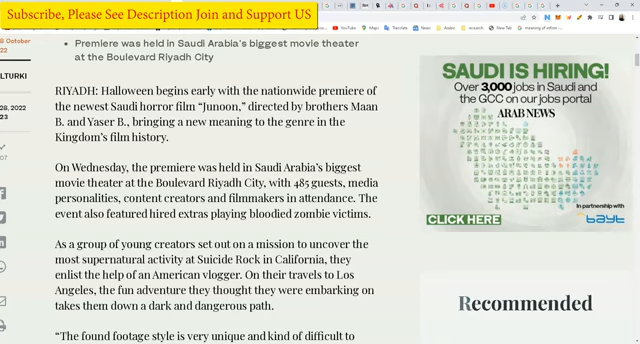 Subscribe, Please See Description Join and Support US
Google
YouTube
Maps
Translate
News
Gmail
Arabic
research
New Tab
meaning of infirm...
October
22
Premiere was held in Saudi Arabia's biggest movie theater
at the Boulevard Riyadh City
LTURKI
28, 2022
23
07
RIYADH: Halloween begins early with the nationwide premiere of
the newest Saudi horror film “Junoon,” directed by brothers Maan
B. and Yaser B., bringing a new meaning to the genre in the
Kingdom’s film history.
On Wednesday, the premiere was held in Saudi Arabia’s biggest
movie theater at the Boulevard Riyadh City, with 485 guests, media
personalities, content creators and filmmakers in attendance. The
event also featured hired extras playing bloodied zombie victims.
As a group of young creators set out on a mission to uncover the
most supernatural activity at Suicide Rock in California, they
enlist the help of an American vlogger. On their travels to Los
Angeles, the fun adventure they thought they were embarking on
takes them down a dark and dangerous path.
“The found footage style is very unique and kind of difficult to
SAUDI IS HIRING!
Over 3,000 jobs in Saudi and
the GCC on our jobs portal
ARAB NEWS
In partnership with
bayt
CLICK HERE
Recommended